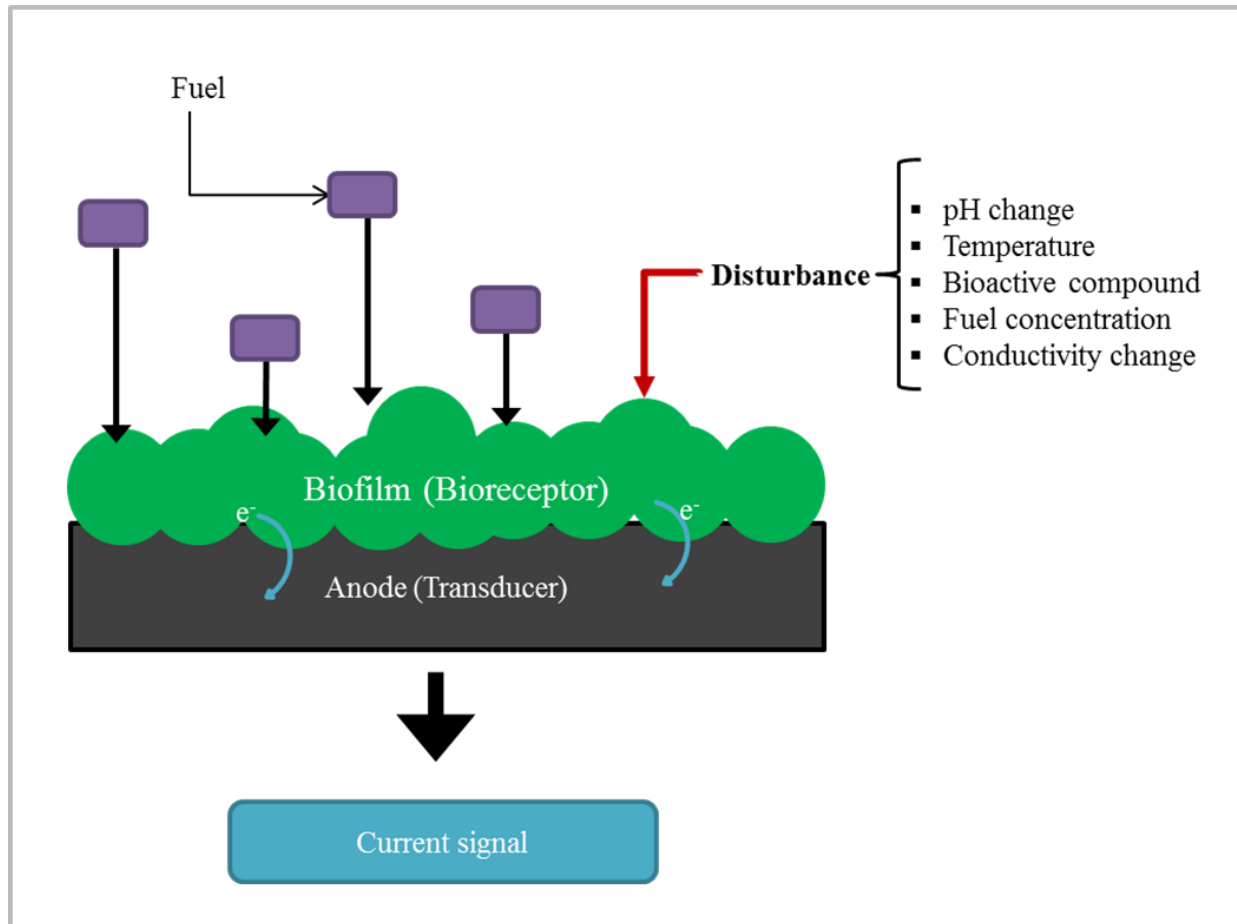 Fuel
pH change
Temperature
Disturbance
Bioactive compound
Fuel concentration
Conductivity change
Biofilm (Bioreceptor)
e-
e-
Anode (Transducer)
Current signal